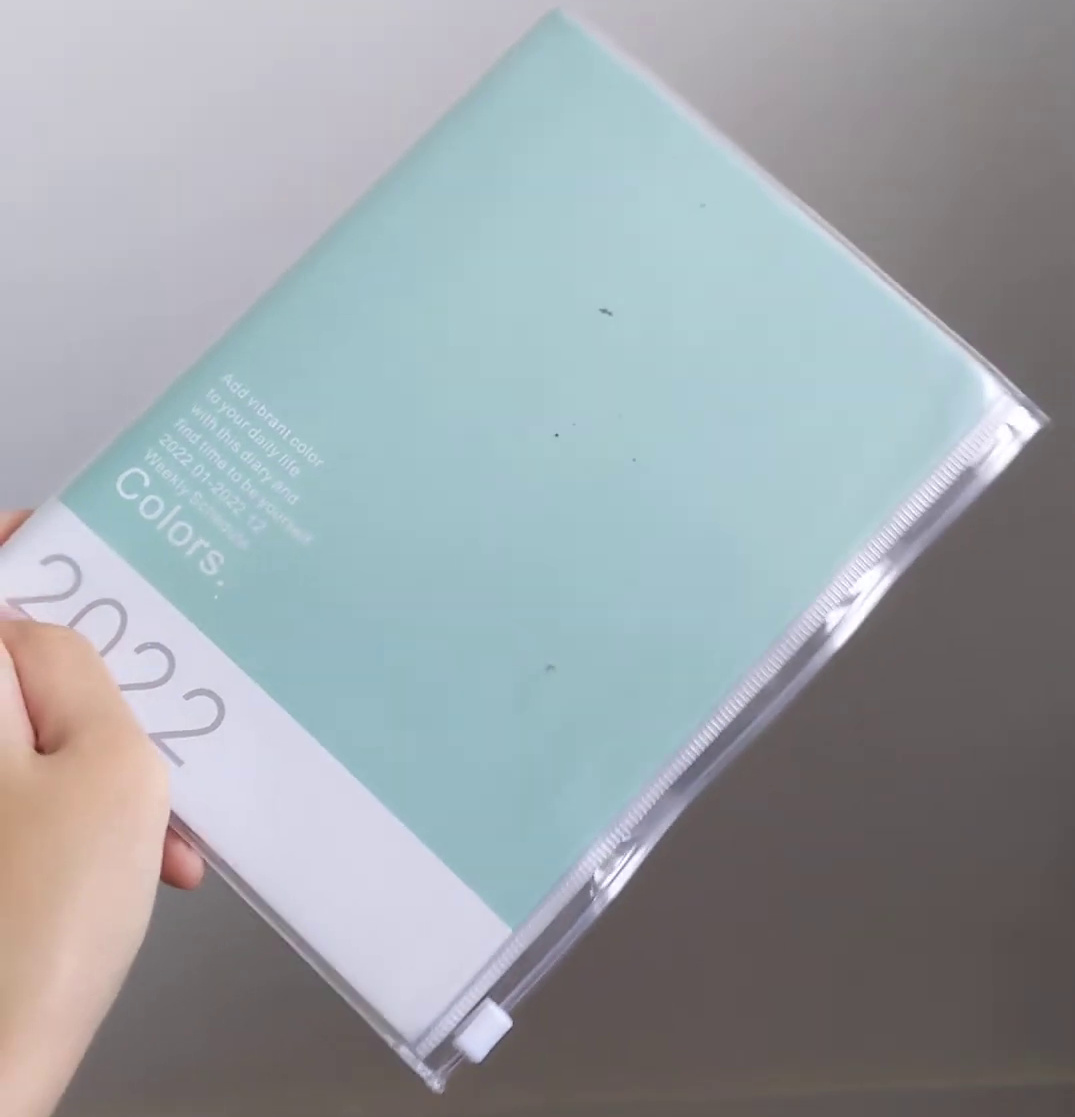 Add vibrant color
to your daily life
with this diary and
find time to be yourself
2022.01-2022.12
Weekly Schedule
Colors.
2022